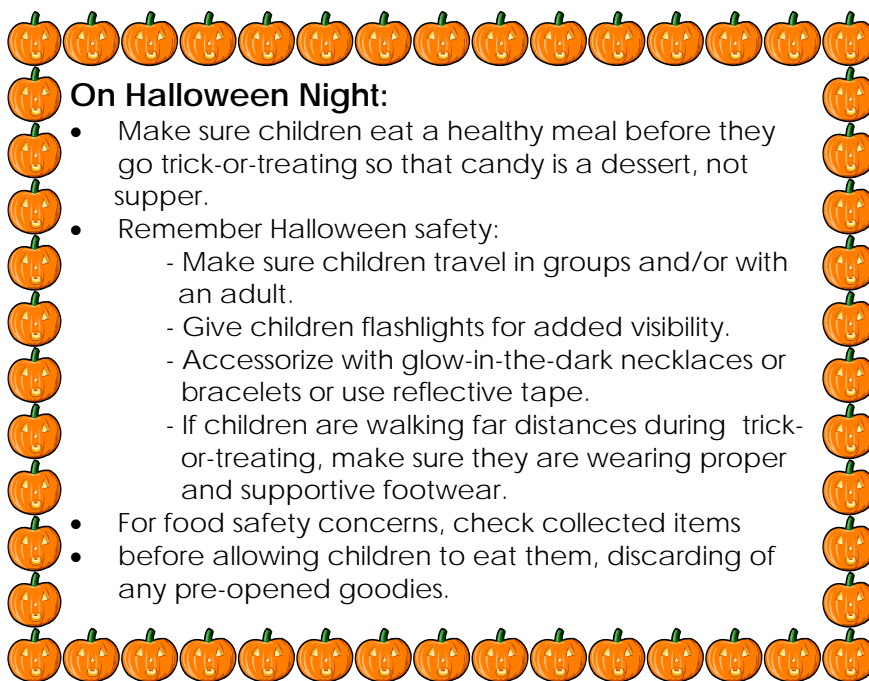 On Halloween Night:
• Make sure children eat a healthy meal before they
go trick-or-treating so that candy is a dessert, not
supper.
• Remember Halloween safety:
- Make sure children travel in groups and/or with
an adult.
- Give children flashlights for added visibility.
- Accessorize with glow-in-the-dark necklaces or
bracelets or use reflective tape.
- If children are walking far distances during trick-
or-treating, make sure they are wearing proper
and supportive footwear.
• For food safety concerns, check collected items
• before allowing children to eat them, discarding of
any pre-opened goodies.